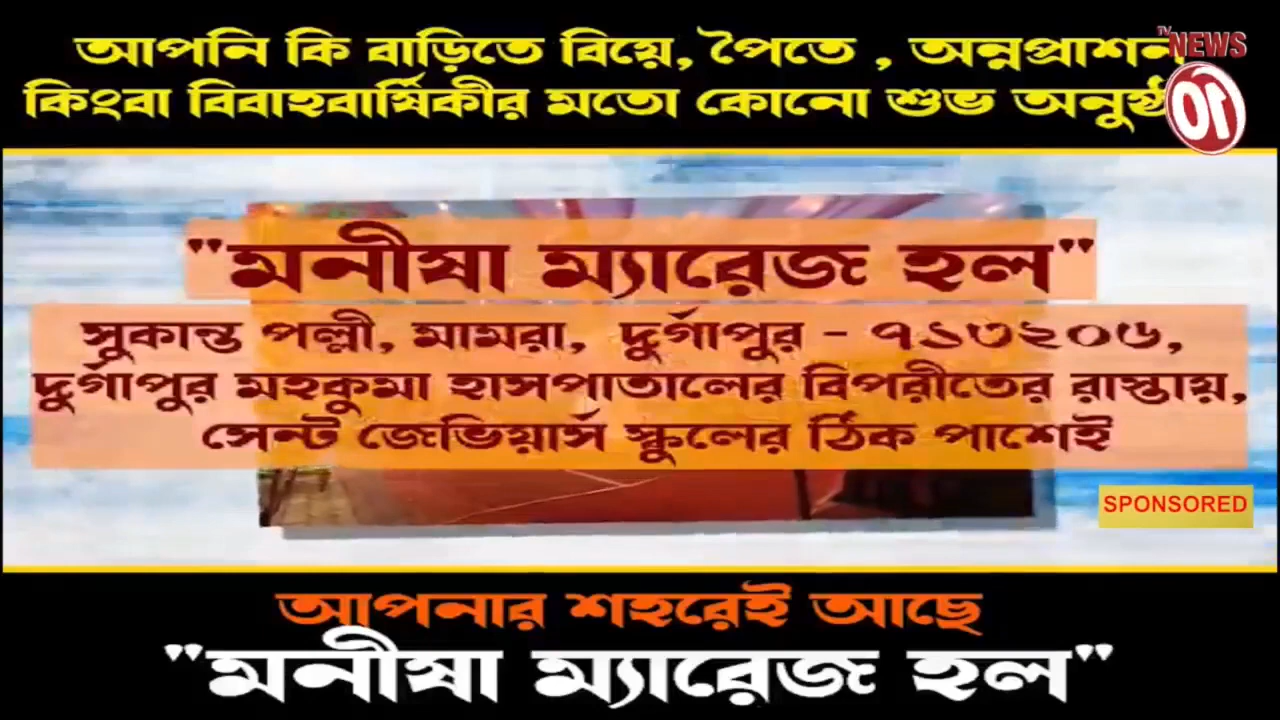 আপনি কি বাড়িতে বিয়ে, পৈতে , অন্নপ্রাশন
কিংবা বিবাহবার্ষিকীর মতো কোনো শুভ
TV NEWS
"মনীষা ম্যারেজ হল"
সুকান্ত পল্লী, মামরা, দুর্গাপুর - ৭১৩২০৬,
দুর্গাপুর মহকুমা হাসপাতালের বিপরীতের রাস্তায়,
সেন্ট জেভিয়ার্স স্কুলের ঠিক পাশেই
SPONSORED
আপনার শহরেই আছে
"মনীষা ম্যারেজ হল"